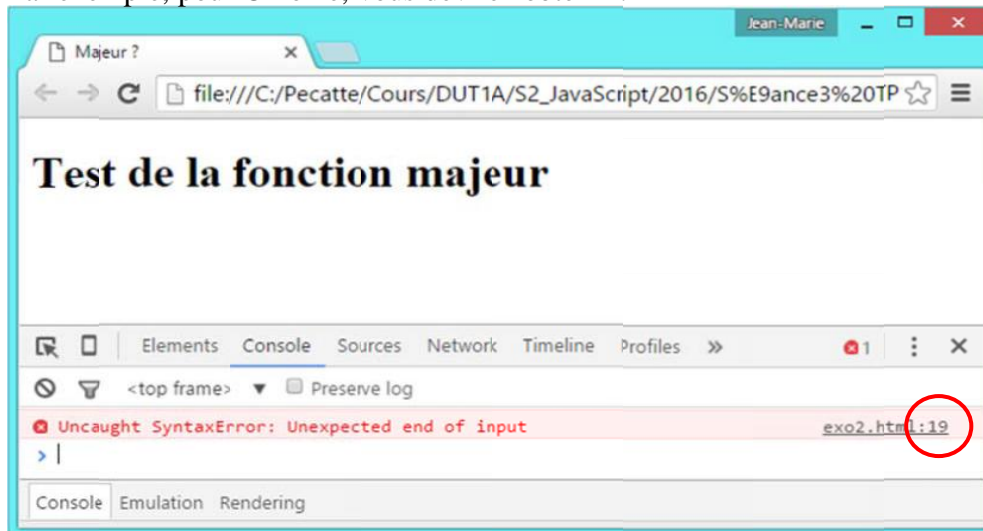 Jean-Marie
Majeur ?
file:///C:/Pecatte/Cours/DUT1A/S2_JavaScript/2016/S%E9ance3%20TP
Test de la fonction majeur
Elements Console Sources Network Timeline Profiles » 1
<top frame> ▼ Preserve log
Uncaught SyntaxError: Unexpected end of input exo2.html:19
>
Console Emulation Rendering